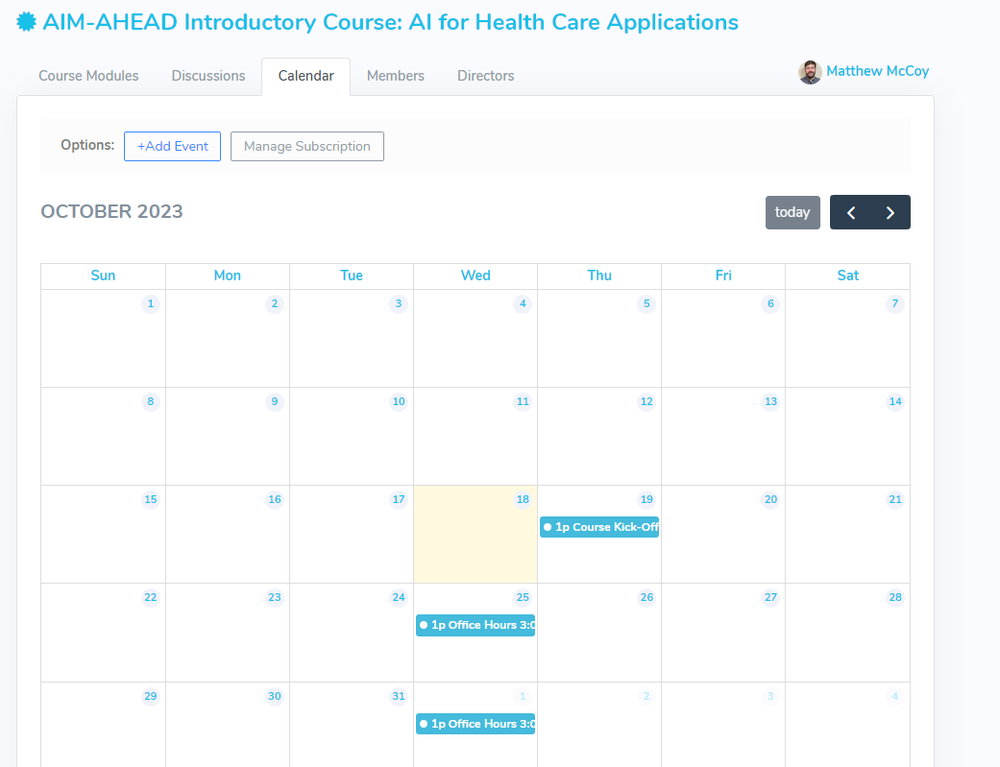 AIM-AHEAD Introductory Course: AI for Health Care Applications
Course Modules Discussions Calendar Members Directors Matthew McCoy
Options: +Add Event Manage Subscription
OCTOBER 2023 today
Sun Mon Tue Wed Thu Fri Sat
1 2 3 4 5 6 7
8 9 10 11 12 13 14
15 16 17 18 19 20 21
1p Course Kick-Off
22 23 24 25 26 27 28
1p Office Hours 3:0
29 30 31 1 2 3 4
1p Office Hours 3:0